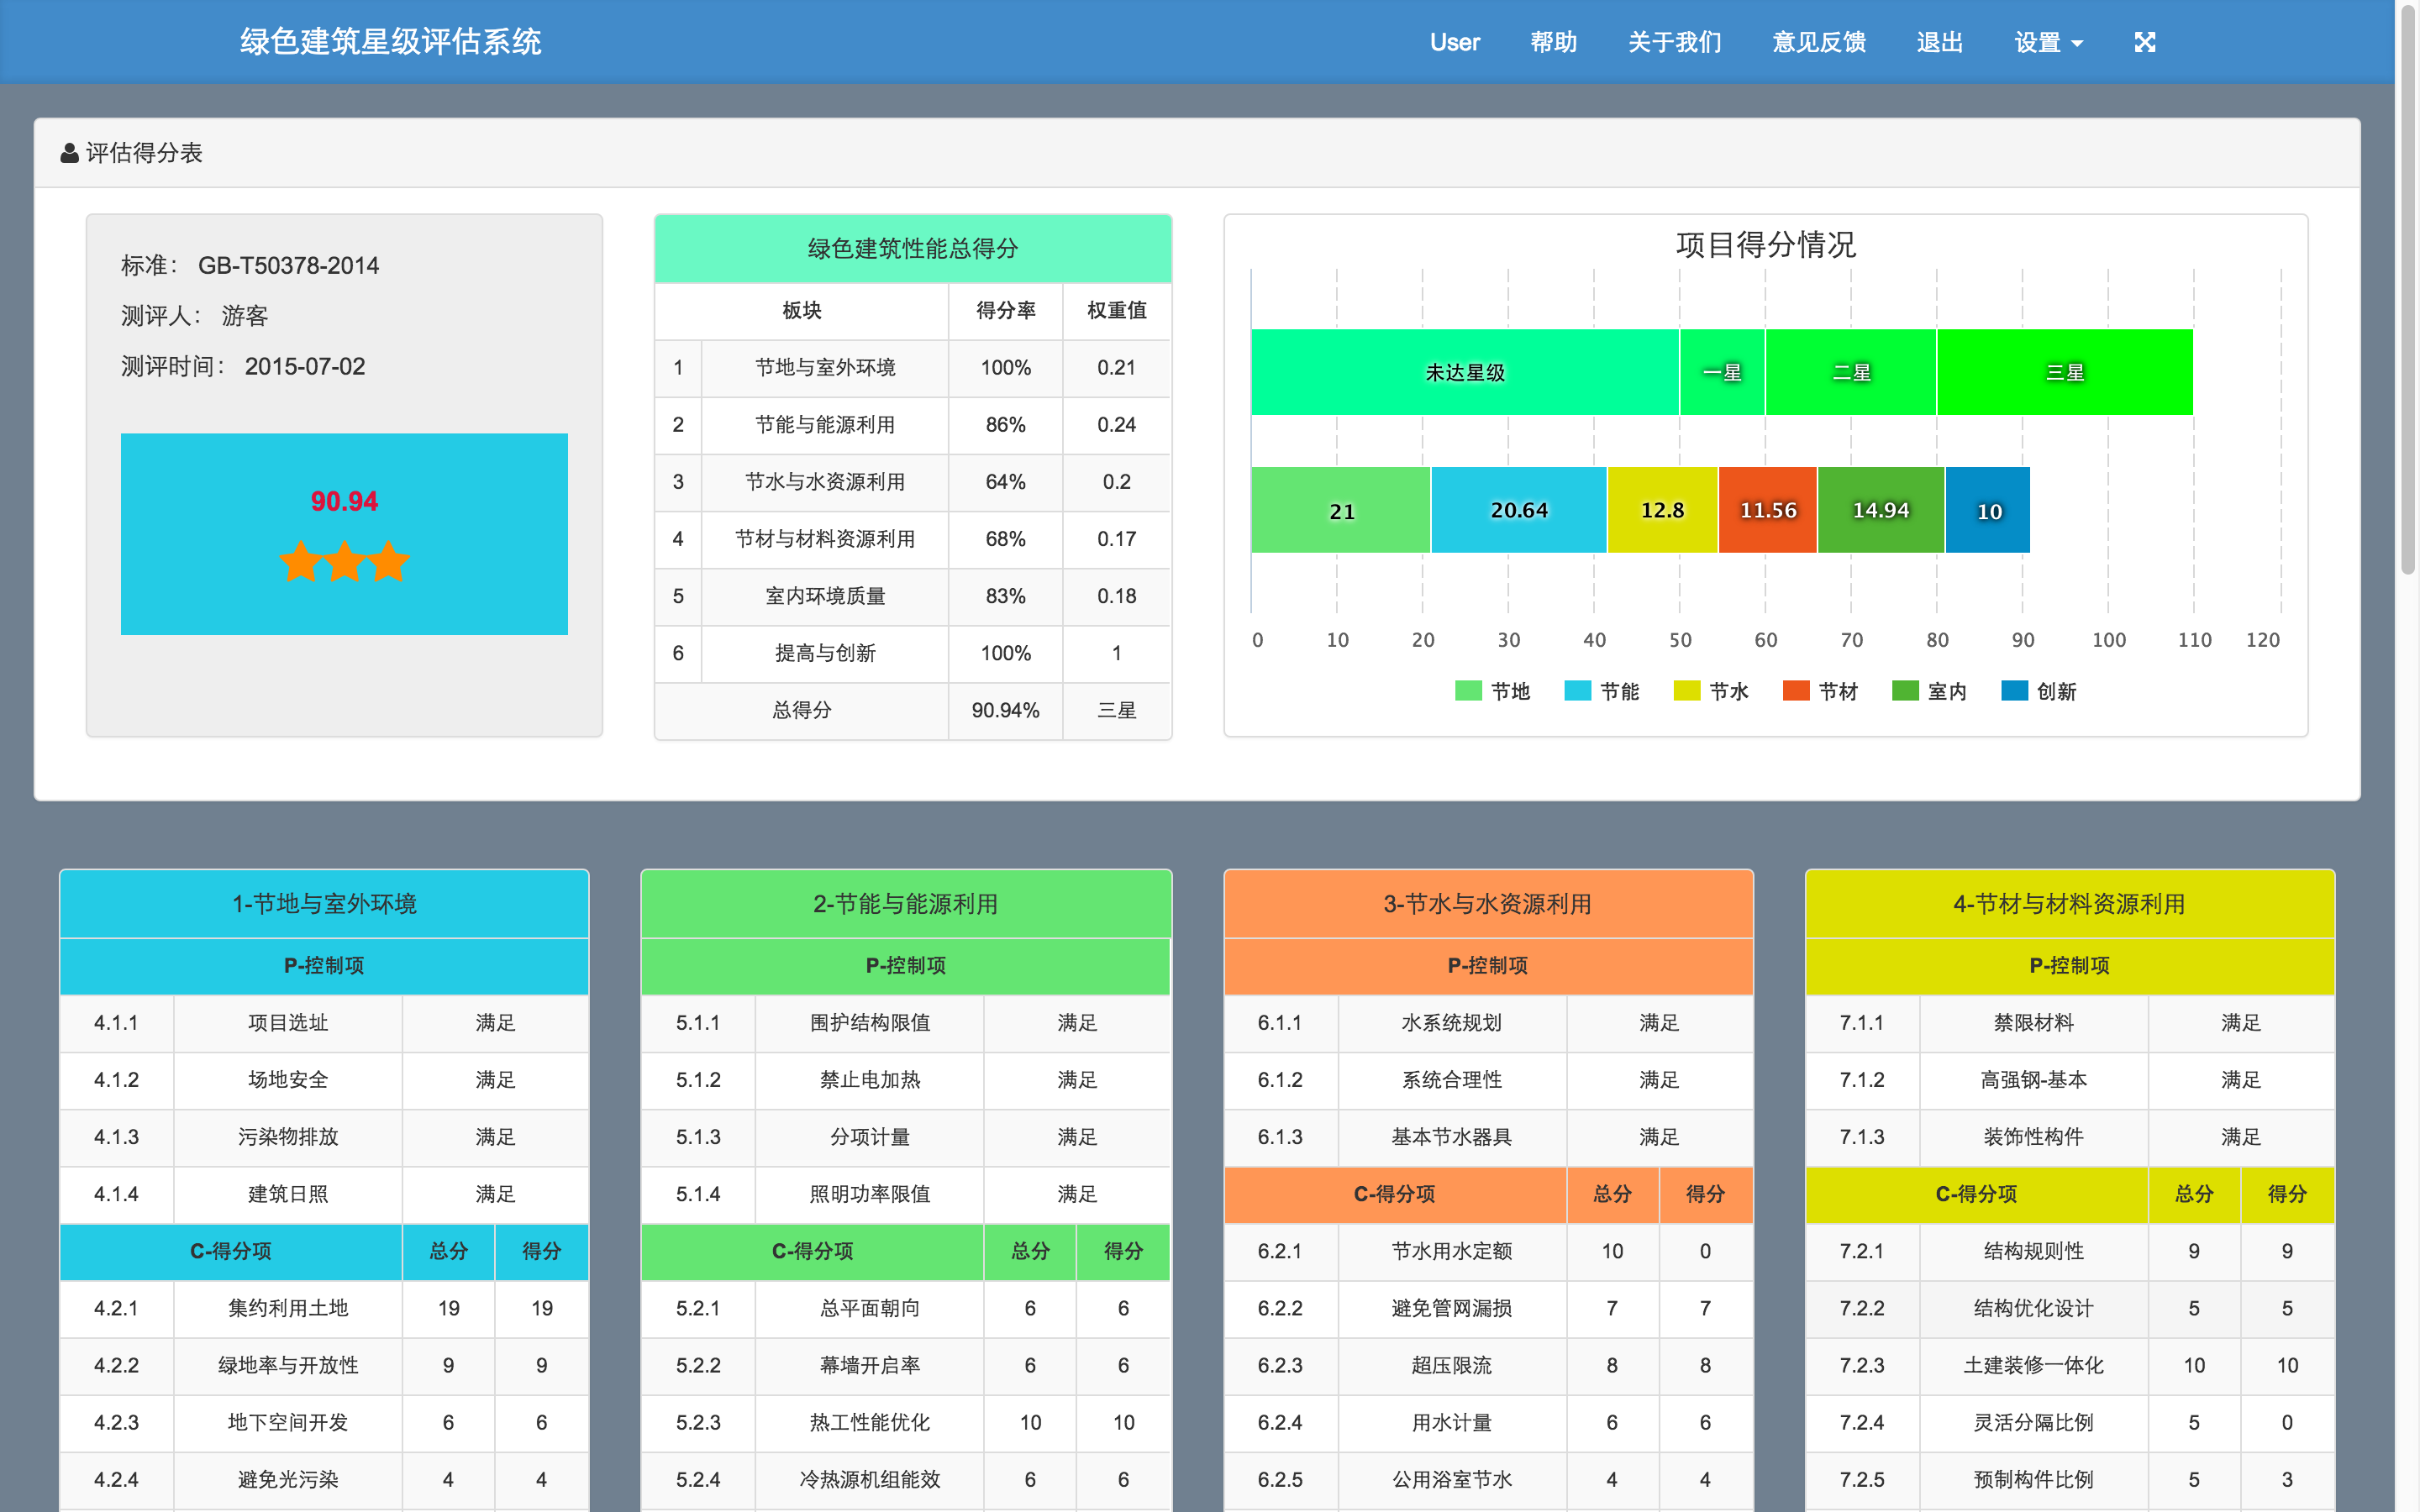 绿色建筑星级评估系统
User 帮助 关于我们 意见反馈 退出 设置
评估得分表
标准： GB-T50378-2014
测评人： 游客
测评时间： 2015-07-02
90.94
绿色建筑性能总得分
板块 得分率 权重值
1 节地与室外环境 100% 0.21
2 节能与能源利用 86% 0.24
3 节水与水资源利用 64% 0.2
4 节材与材料资源利用 68% 0.17
5 室内环境质量 83% 0.18
6 提高与创新 100% 1
总得分 90.94% 三星
项目得分情况
未达星级 一星 二星 三星
21 20.64 12.8 11.56 14.94 10
0 10 20 30 40 50 60 70 80 90 100 110 120
节地 节能 节水 节材 室内 创新
1-节地与室外环境
P-控制项
4.1.1 项目选址 满足
4.1.2 场地安全 满足
4.1.3 污染物排放 满足
4.1.4 建筑日照 满足
C-得分项 总分 得分
4.2.1 集约利用土地 19 19
4.2.2 绿地率与开放性 9 9
4.2.3 地下空间开发 6 6
4.2.4 避免光污染 4 4
2-节能与能源利用
P-控制项
5.1.1 围护结构限值 满足
5.1.2 禁止电加热 满足
5.1.3 分项计量 满足
5.1.4 照明功率限值 满足
C-得分项 总分 得分
5.2.1 总平面朝向 6 6
5.2.2 幕墙开启率 6 6
5.2.3 热工性能优化 10 10
5.2.4 冷热源机组能效 6 6
3-节水与水资源利用
P-控制项
6.1.1 水系统规划 满足
6.1.2 系统合理性 满足
6.1.3 基本节水器具 满足
C-得分项 总分 得分
6.2.1 节水用水定额 10 0
6.2.2 避免管网漏损 7 7
6.2.3 超压限流 8 8
6.2.4 用水计量 6 6
6.2.5 公用浴室节水 4 4
4-节材与材料资源利用
P-控制项
7.1.1 禁限材料 满足
7.1.2 高强钢-基本 满足
7.1.3 装饰性构件 满足
C-得分项 总分 得分
7.2.1 结构规则性 9 9
7.2.2 结构优化设计 5 5
7.2.3 土建装修一体化 10 10
7.2.4 灵活分隔比例 5 0
7.2.5 预制构件比例 5 3